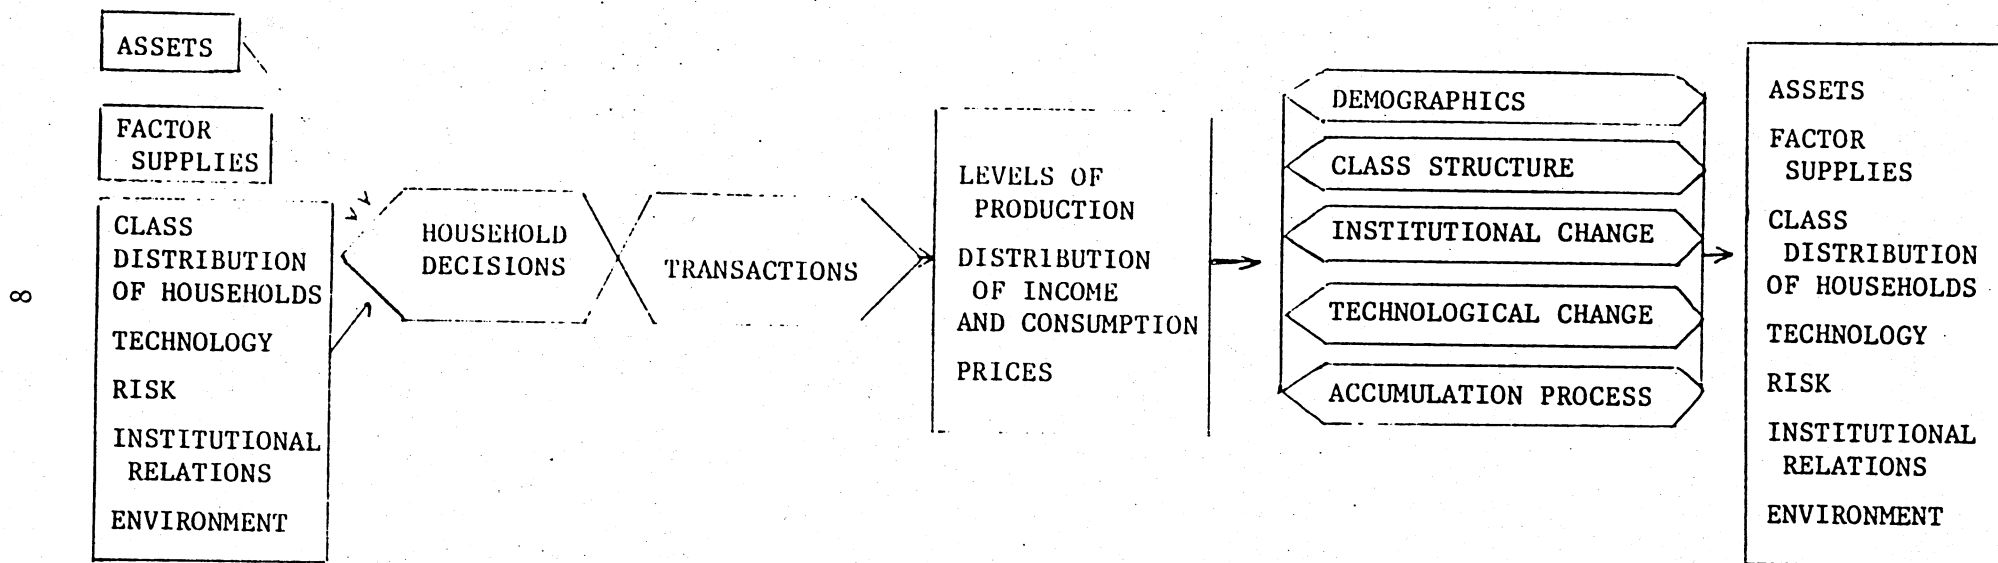 ASSETS
FACTOR
SUPPLIES
CLASS
DISTRIBUTION
OF HOUSEHOLDS
TECHNOLOGY
RISK
INSTITUTIONAL
RELATIONS
ENVIRONMENT
8
HOUSEHOLD
DECISIONS
TRANSACTIONS
LEVELS OF
PRODUCTION
DISTRIBUTION
OF INCOME
AND CONSUMPTION
PRICES
DEMOGRAPHICS
CLASS STRUCTURE
INSTITUTIONAL CHANGE
TECHNOLOGICAL CHANGE
ACCUMULATION PROCESS
ASSETS
FACTOR
SUPPLIES
CLASS
DISTRIBUTION
OF HOUSEHOLDS
TECHNOLOGY
RISK
INSTITUTIONAL
RELATIONS
ENVIRONMENT